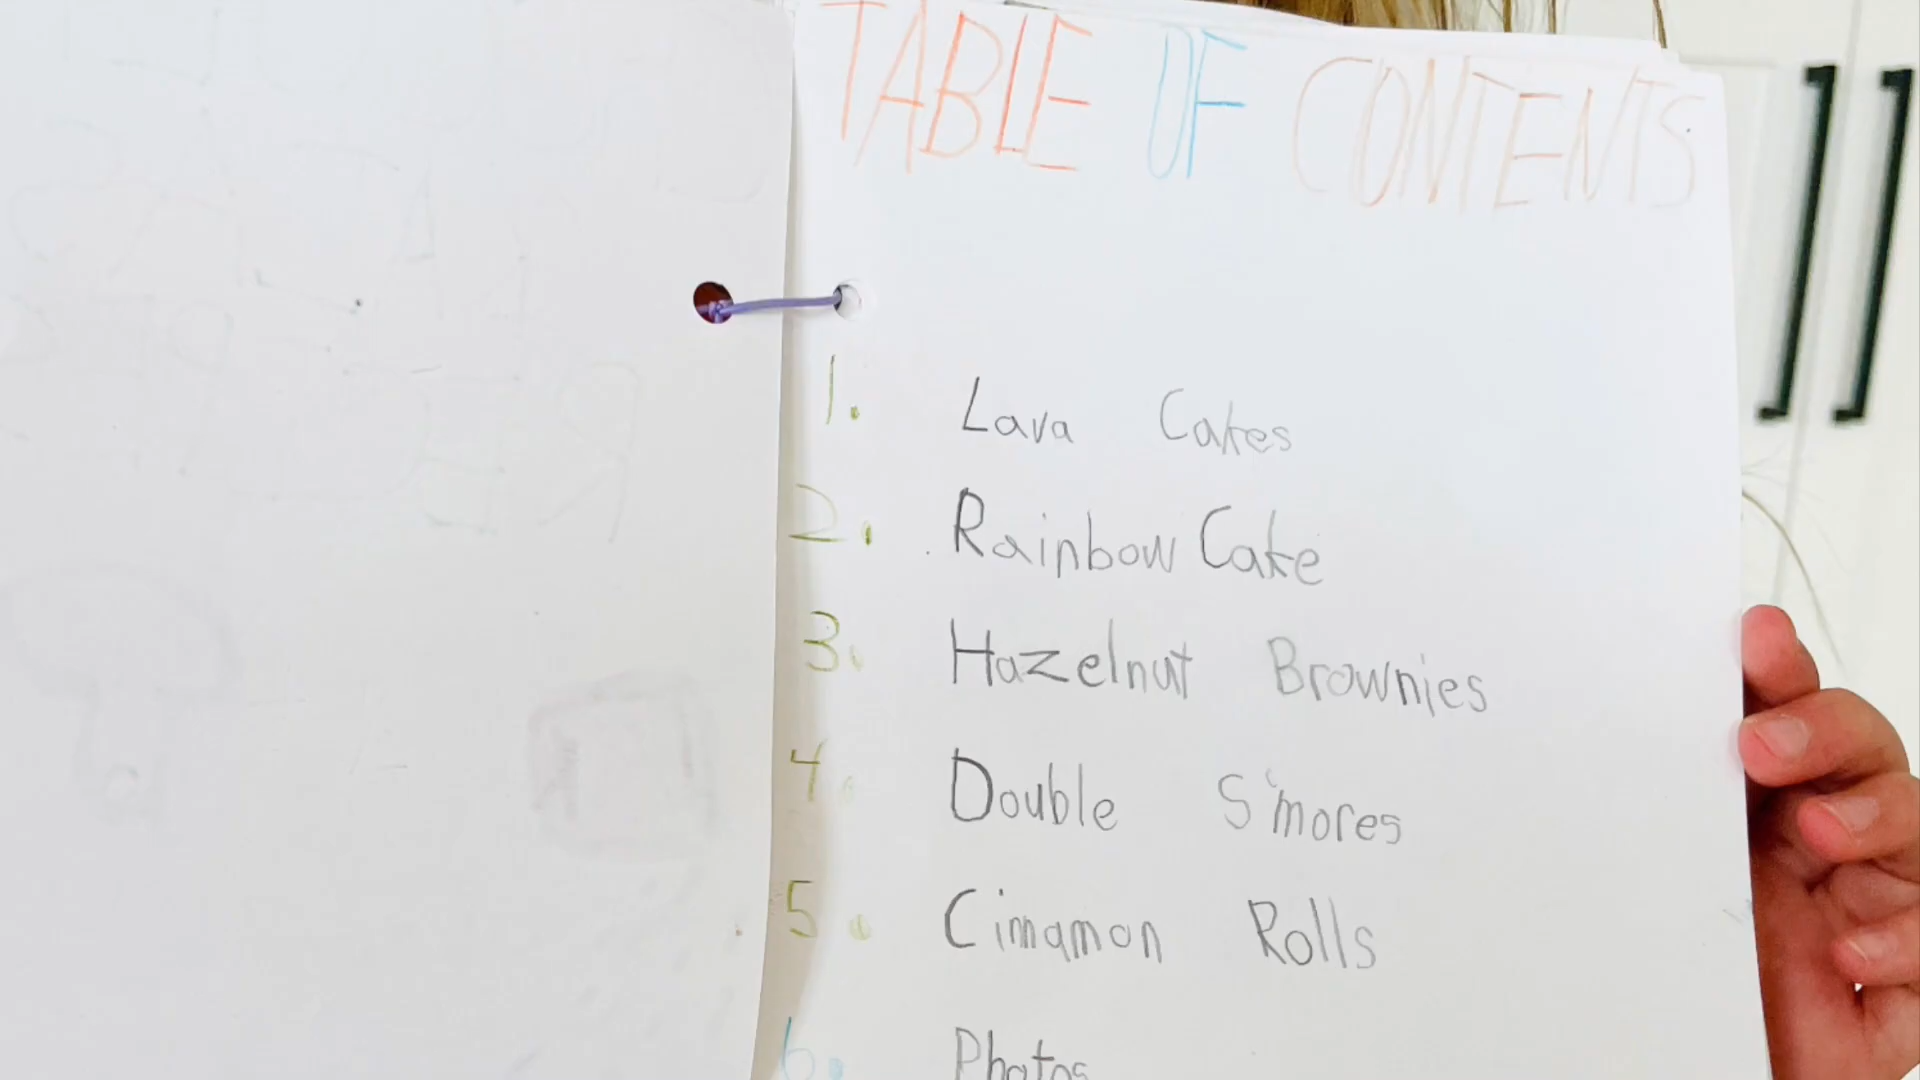 TABLE OF CONTENTS
1. Lava Cakes
2. Rainbow Cake
3. Hazelnut Brownies
4. Double S'mores
5. Cinnamon Rolls
6. Photos